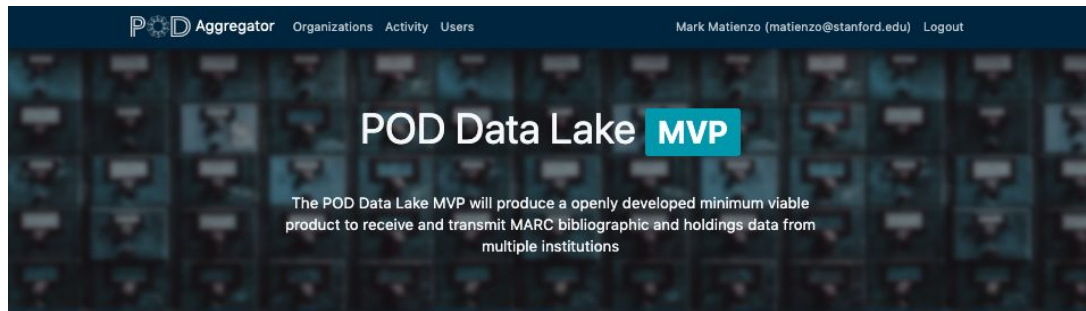 POD Aggregator Organizations Activity Users Mark Matienzo (matienzo@stanford.edu) Logout
POD Data Lake MVP
The POD Data Lake MVP will produce a openly developed minimum viable
product to receive and transmit MARC bibliographic and holdings data from
multiple institutions